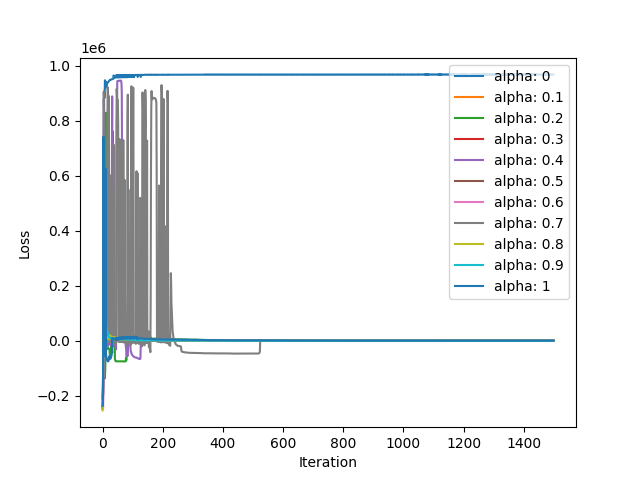 1e6
1.0
0.8
0.6
0.4
0.2
0.0
−0.2
Loss
0
200
400
600
800
1000
1200
1400
Iteration
alpha: 0
alpha: 0.1
alpha: 0.2
alpha: 0.3
alpha: 0.4
alpha: 0.5
alpha: 0.6
alpha: 0.7
alpha: 0.8
alpha: 0.9
alpha: 1